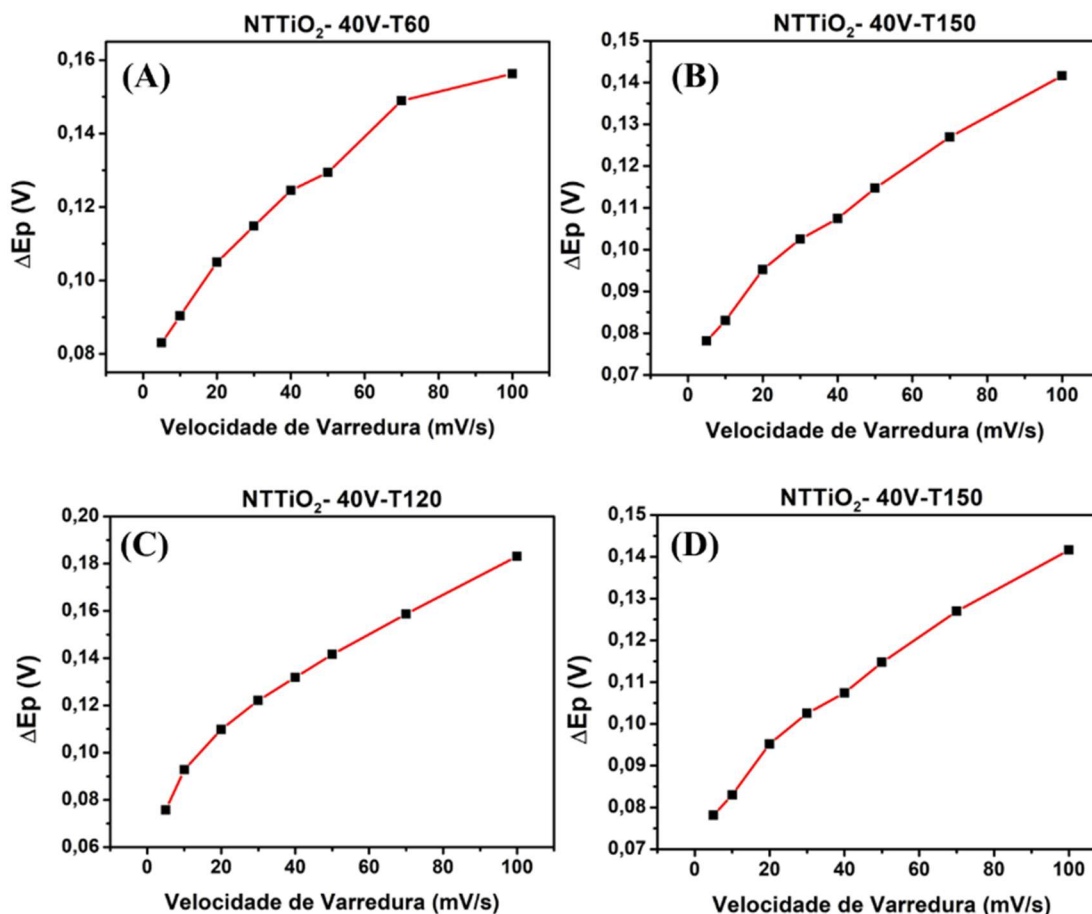 NTTiO₂- 40V-T60
(A)
ΔEp (V)
0,16
0,14
0,12
0,10
0,08
0 20 40 60 80 100
Velocidade de Varredura (mV/s)
NTTiO₂- 40V-T150
(B)
ΔEp (V)
0,15
0,14
0,13
0,12
0,11
0,10
0,09
0,08
0,07
0 20 40 60 80 100
Velocidade de Varredura (mV/s)
NTTiO₂- 40V-T120
(C)
ΔEp (V)
0,20
0,18
0,16
0,14
0,12
0,10
0,08
0,06
0 20 40 60 80 100
Velocidade de Varredura (mV/s)
NTTiO₂- 40V-T150
(D)
ΔEp (V)
0,15
0,14
0,13
0,12
0,11
0,10
0,09
0,08
0,07
0 20 40 60 80 100
Velocidade de Varredura (mV/s)